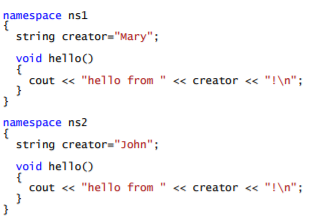 namespace ns1
{
  string creator="Mary";
  void hello()
  {
    cout << "hello from " << creator << "!\n";
  }
}
namespace ns2
{
  string creator="John";
  void hello()
  {
    cout << "hello from " << creator << "!\n";
  }
}